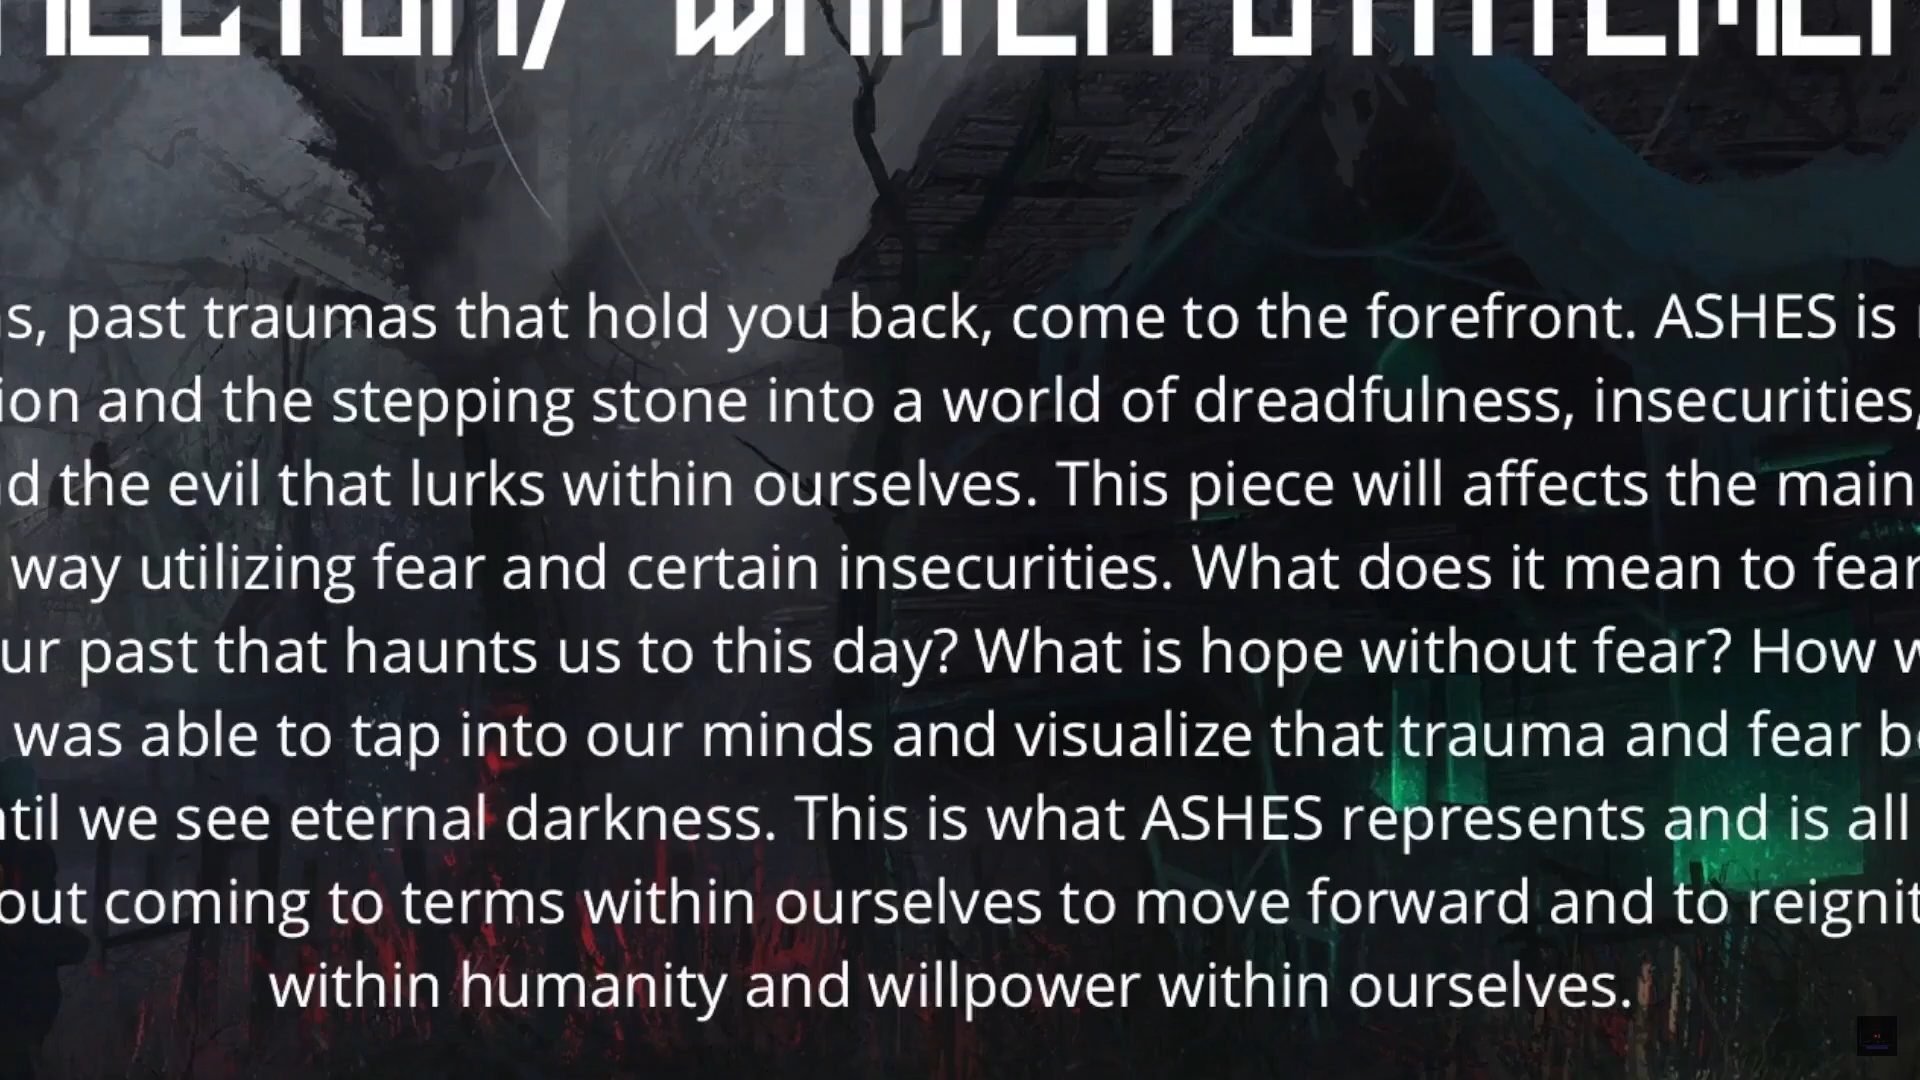 past traumas that hold you back, come to the forefront. ASHES is
and the stepping stone into a world of dreadfulness, insecurities,
the evil that lurks within ourselves. This piece will affects the main
way utilizing fear and certain insecurities. What does it mean to fear
past that haunts us to this day? What is hope without fear? How
was able to tap into our minds and visualize that trauma and fear
we see eternal darkness. This is what ASHES represents and is all
coming to terms within ourselves to move forward and to
within humanity and willpower within ourselves.